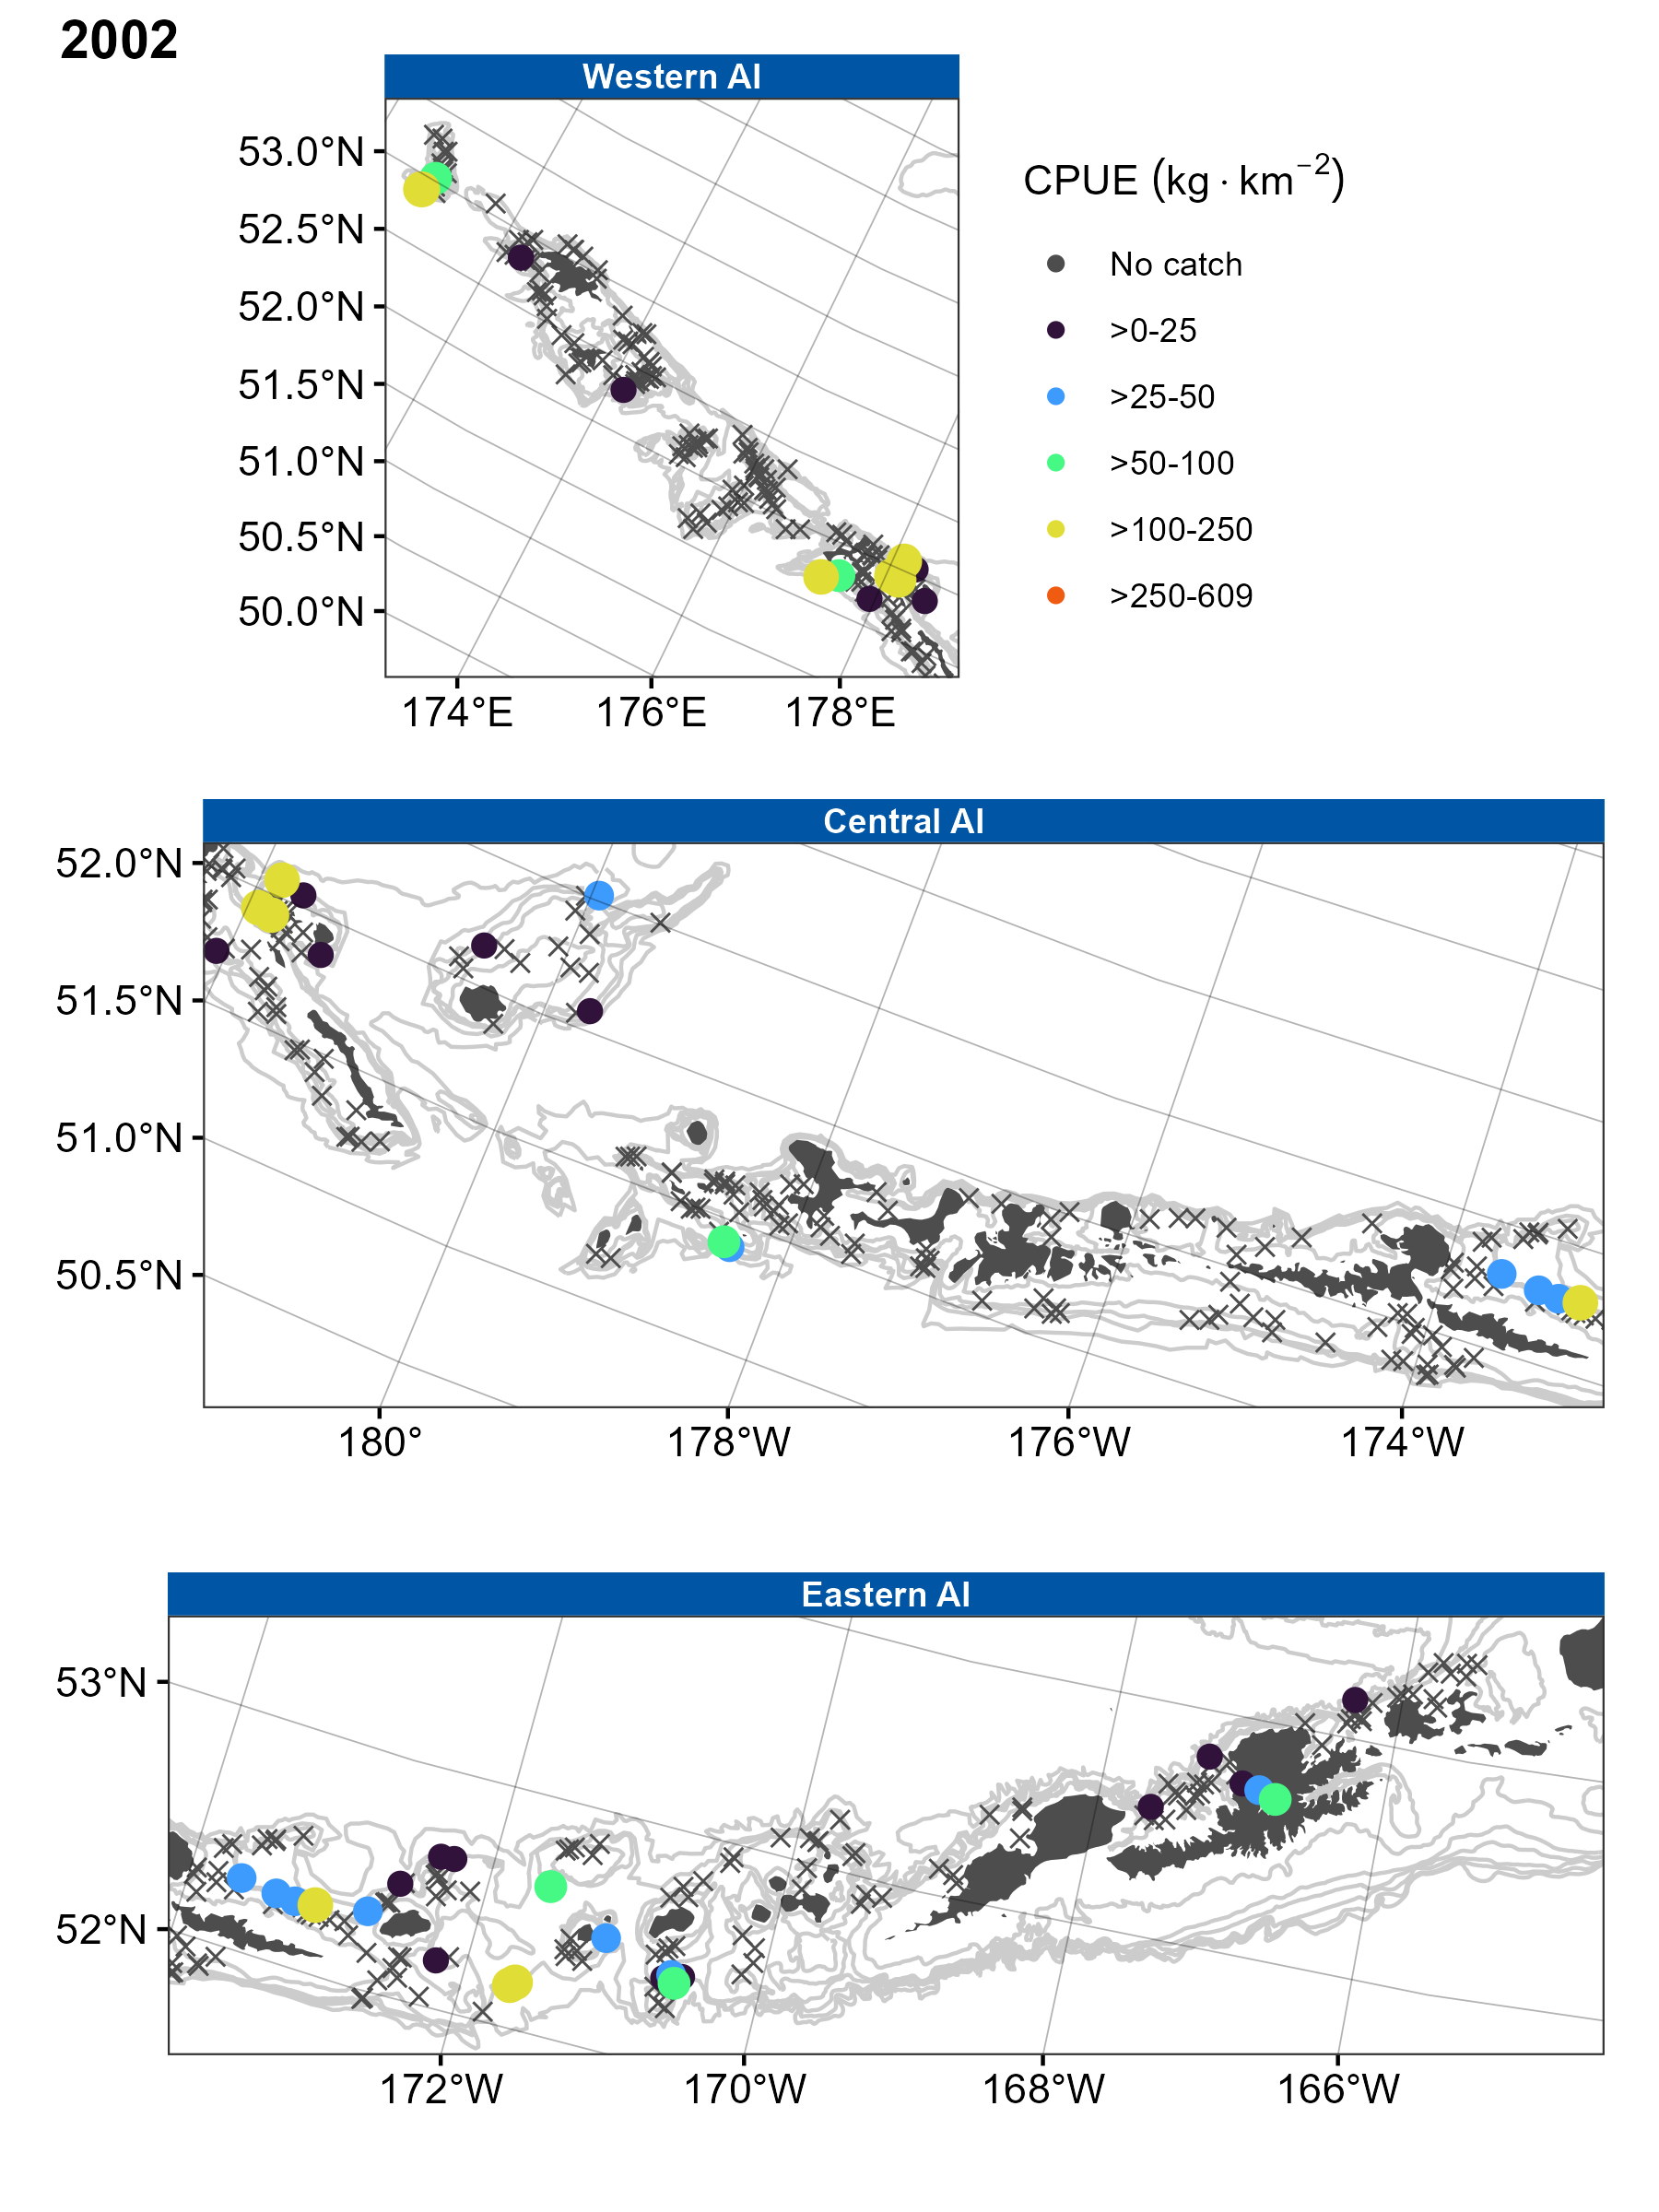 2002
Western AI
53.0°N
52.5°N
52.0°N
51.5°N
51.0°N
50.5°N
50.0°N
174°E 176°E 178°E
CPUE (kg · km⁻²)
No catch
>0-25
>25-50
>50-100
>100-250
>250-609
Central AI
52.0°N
51.5°N
51.0°N
50.5°N
180° 178°W 176°W 174°W
Eastern AI
53°N
52°N
172°W 170°W 168°W 166°W